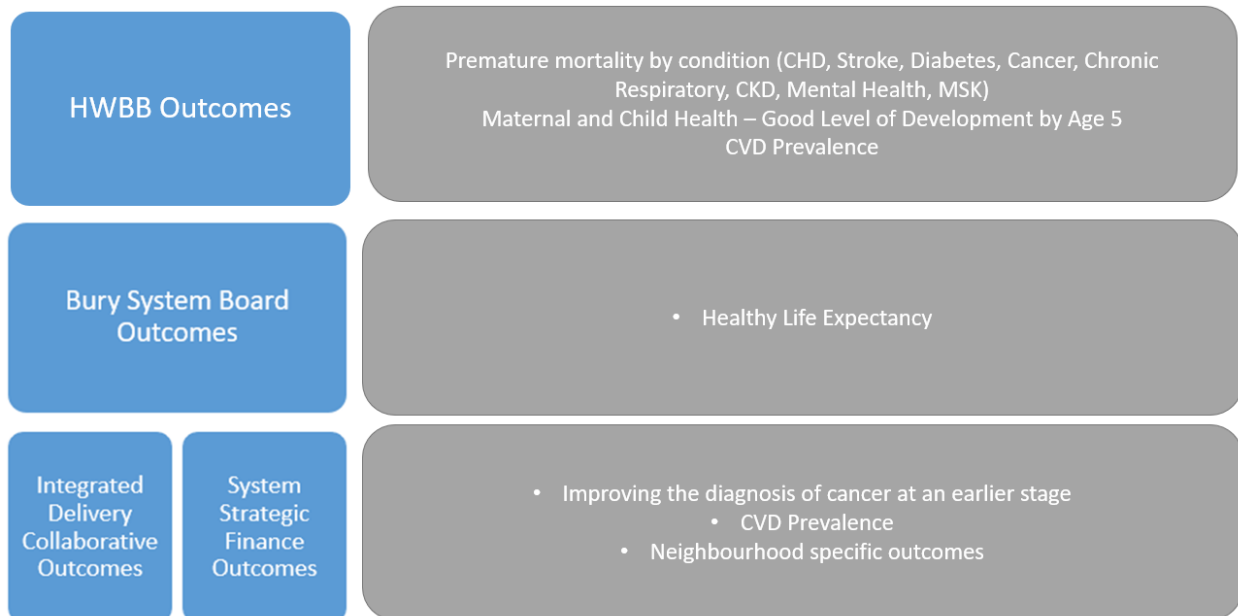 HWBB Outcomes
Premature mortality by condition (CHD, Stroke, Diabetes, Cancer, Chronic
Respiratory, CKD, Mental Health, MSK)
Maternal and Child Health – Good Level of Development by Age 5
CVD Prevalence
Bury System Board
Outcomes
• Healthy Life Expectancy
Integrated
Delivery
Collaborative
Outcomes
System
Strategic
Finance
Outcomes
• Improving the diagnosis of cancer at an earlier stage
• CVD Prevalence
• Neighbourhood specific outcomes